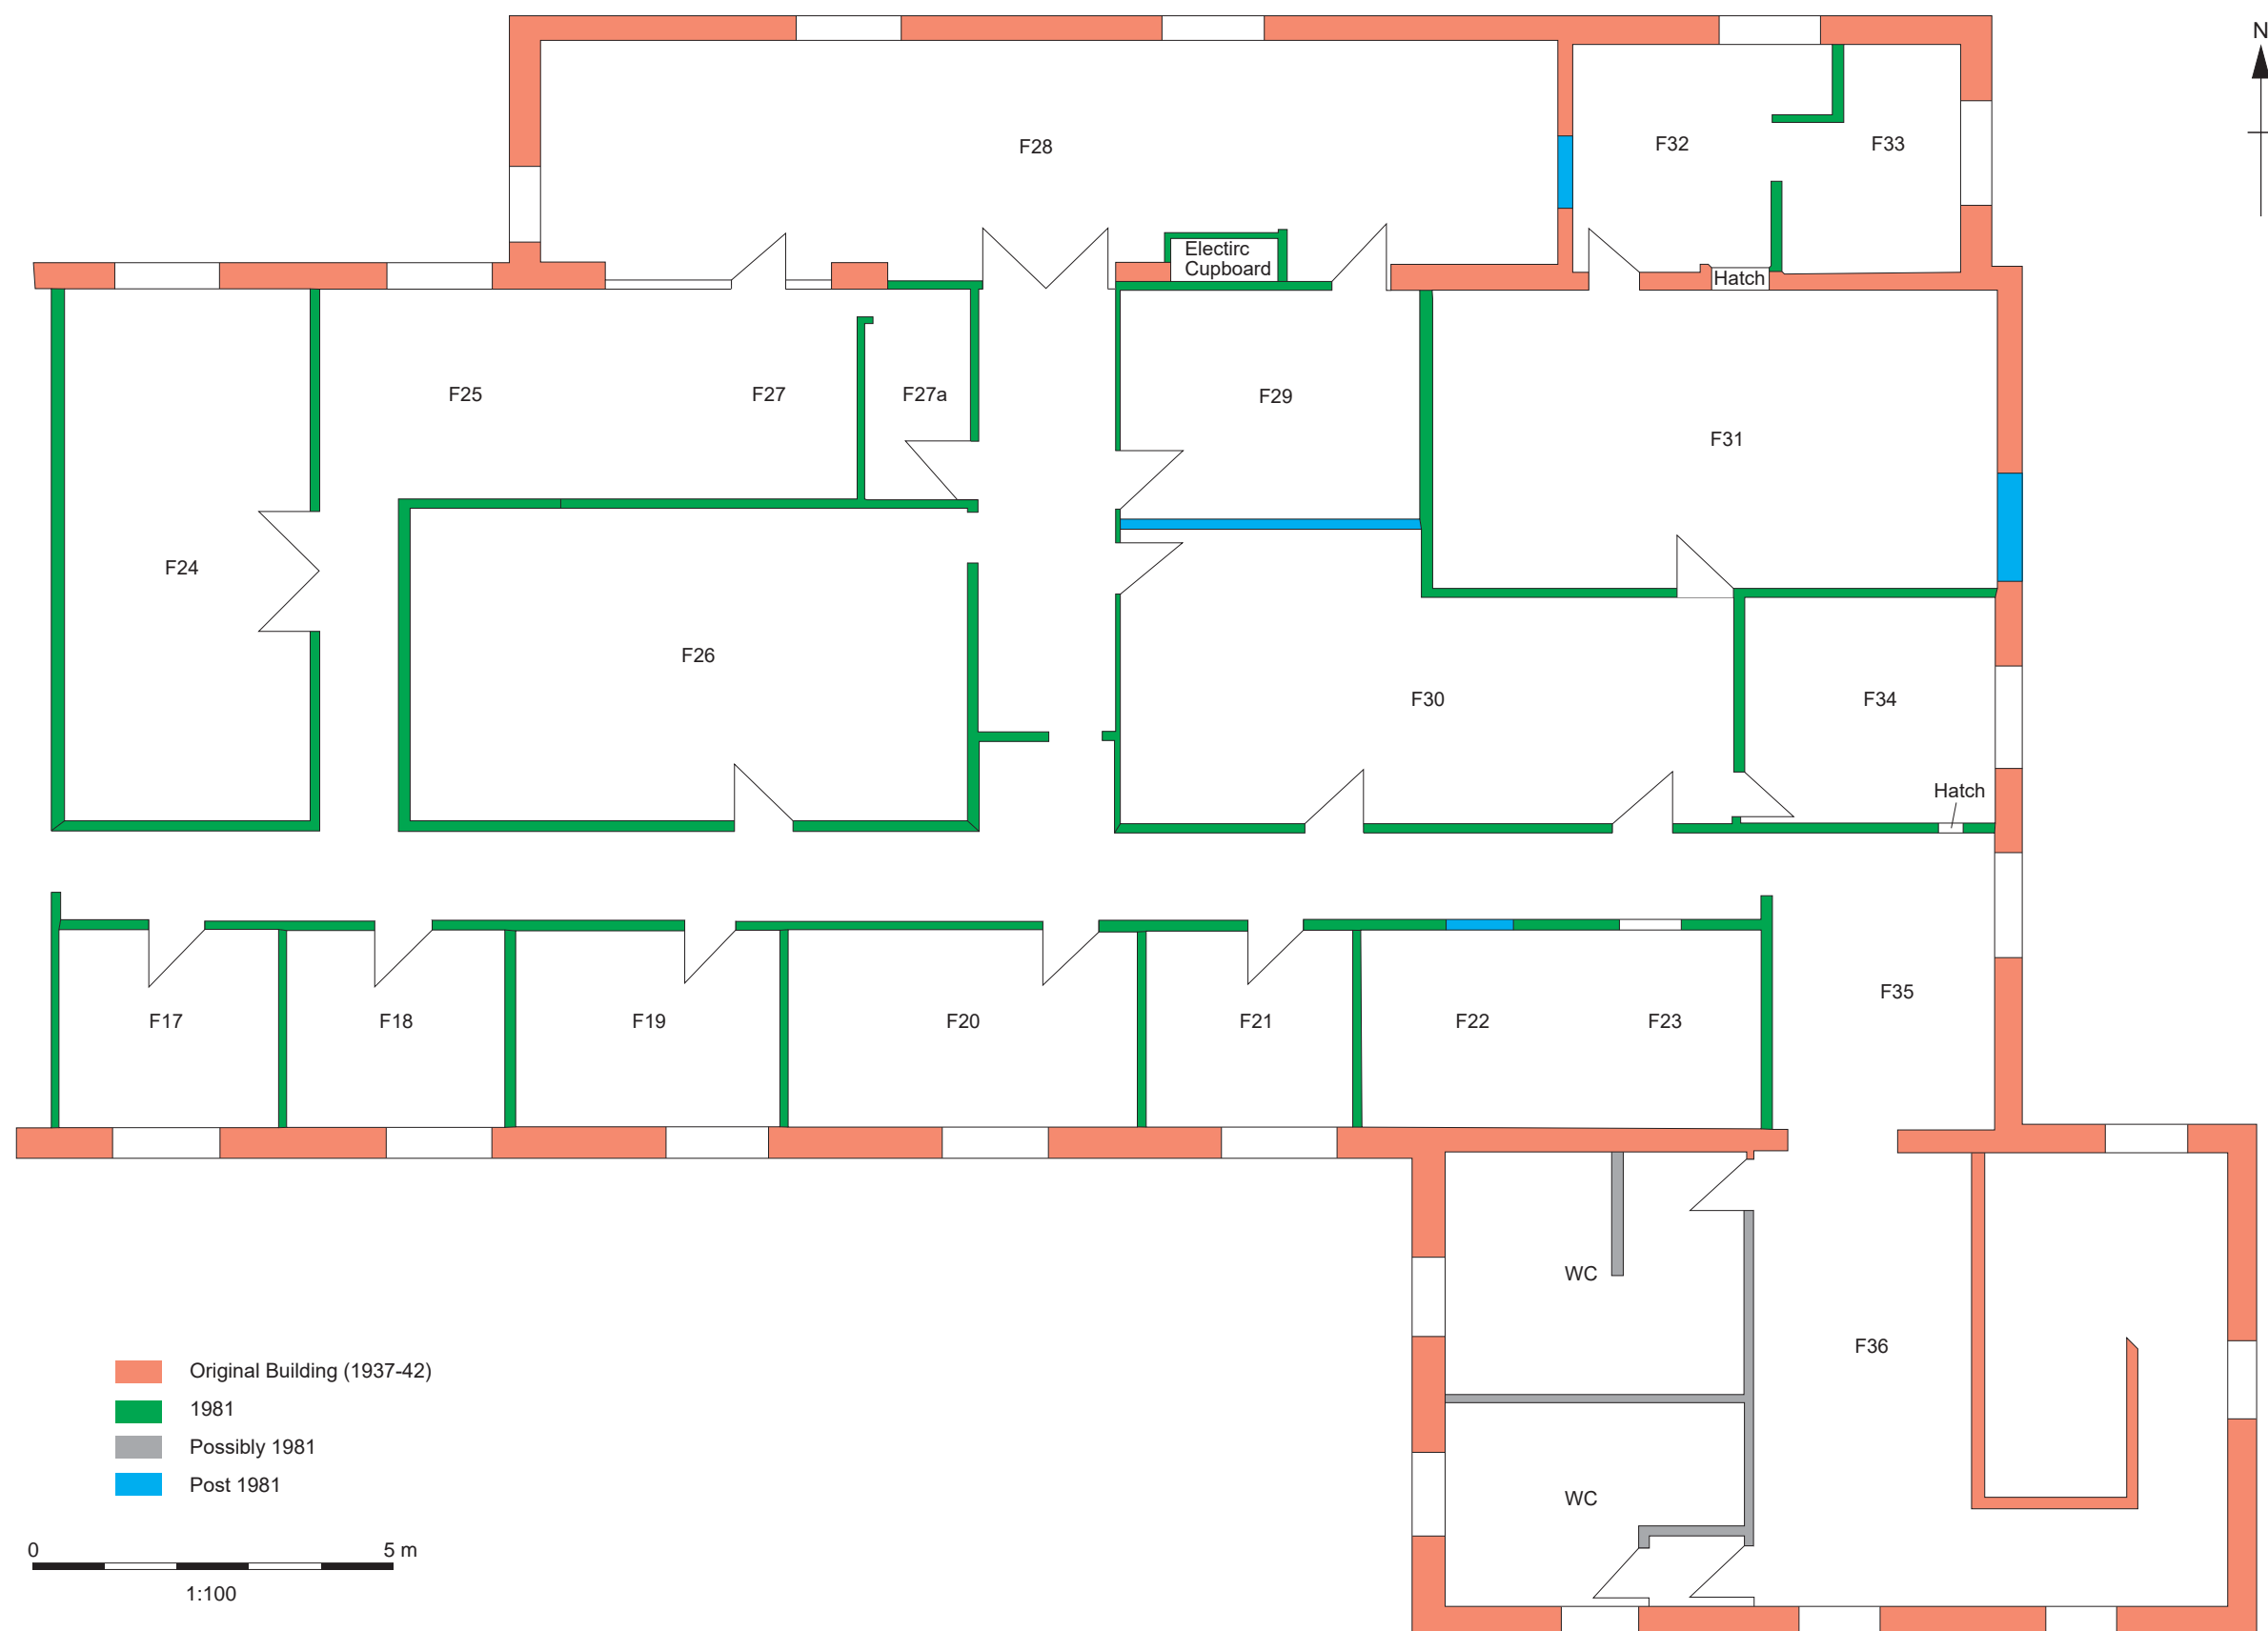 N
F28
F32
F33
Electirc
Cupboard
Hatch
F25
F27
F27a
F29
F31
F24
F26
F30
F34
Hatch
F17
F18
F19
F20
F21
F22
F23
F35
WC
F36
WC
Original Building (1937-42)
1981
Possibly 1981
Post 1981
0 5 m
1:100